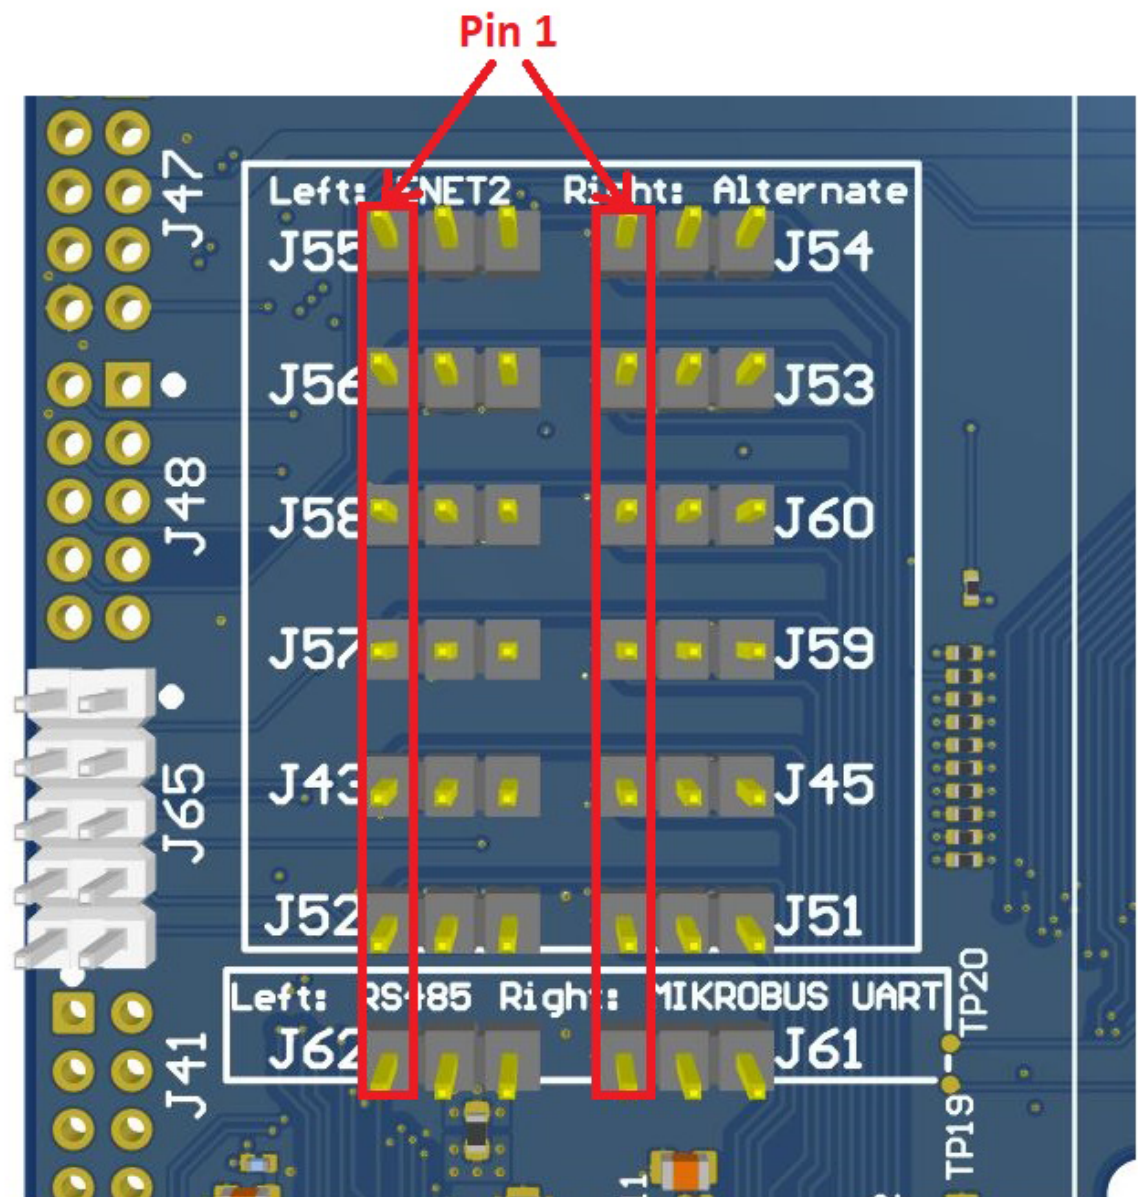 Pin 1
J47
Left: ENET2 Right: Alternate
J55 J54
J56 J53
J48
J58 J60
J57 J59
J65
J43 J45
J52 J51
TP20
Left: RS485 Right: MIKROBUS UART
J62 J61
J41
TP19